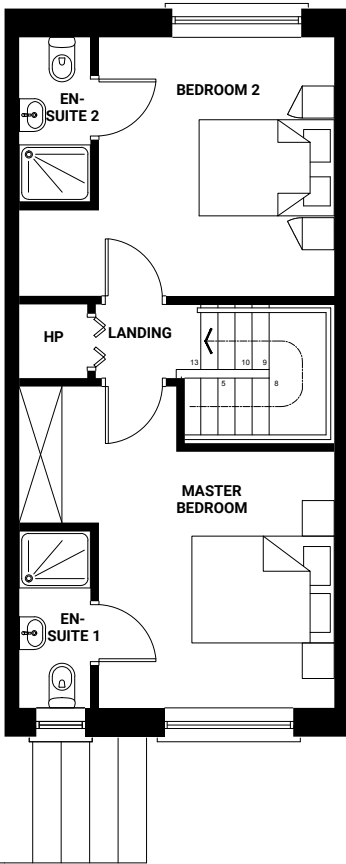 EN-
SUITE 2
BEDROOM 2
HP
LANDING
13
10
9
5
8
MASTER
BEDROOM
EN-
SUITE 1